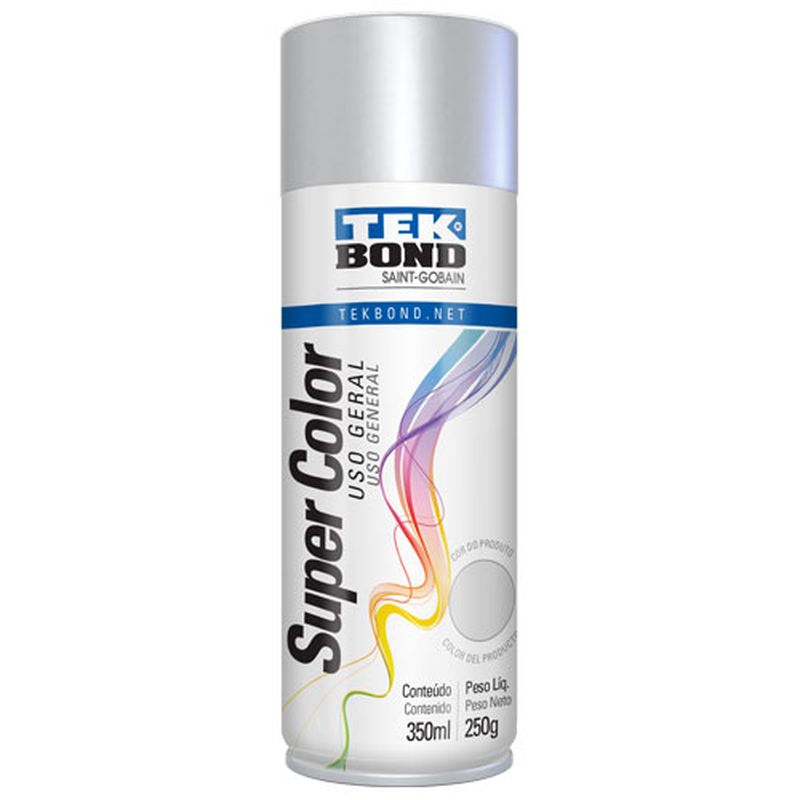 TEK
BOND
SAINT-GOBAIN
TEKBOND.NET
Super Color
USO GERAL
USO GENERAL
COR DO PRODUTO
COLOR DEL PRODUCTO
Conteúdo
Contenido
350ml
Peso Líq.
Peso Neto
250g